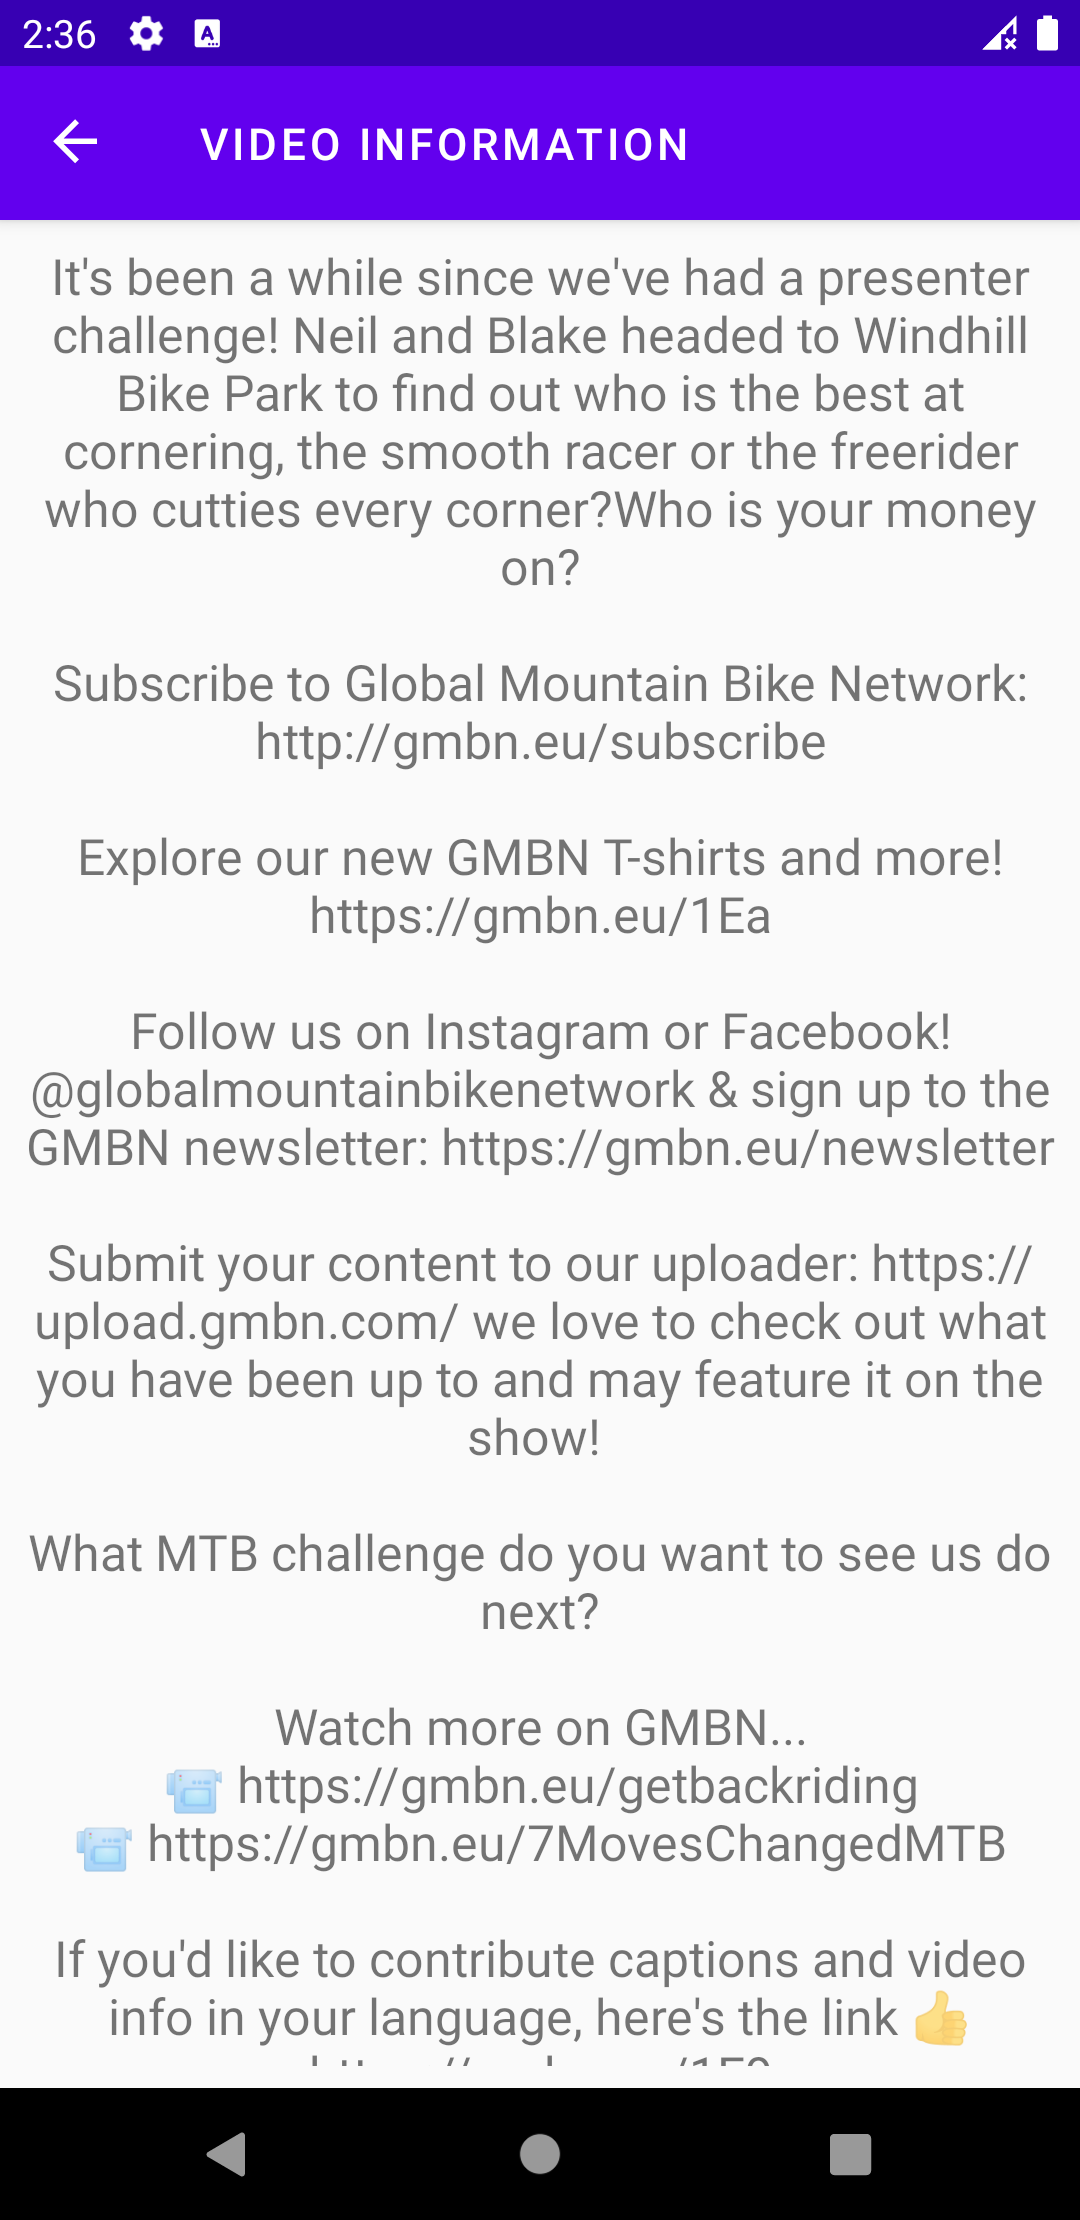 2:36
VIDEO INFORMATION
It's been a while since we've had a presenter
challenge! Neil and Blake headed to Windhill
Bike Park to find out who is the best at
cornering, the smooth racer or the freerider
who cutties every corner?Who is your money
on?
Subscribe to Global Mountain Bike Network:
http://gmbn.eu/subscribe
Explore our new GMBN T-shirts and more!
https://gmbn.eu/1Ea
Follow us on Instagram or Facebook!
@globalmountainbikenetwork & sign up to the
GMBN newsletter: https://gmbn.eu/newsletter
Submit your content to our uploader: https://
upload.gmbn.com/ we love to check out what
you have been up to and may feature it on the
show!
What MTB challenge do you want to see us do
next?
Watch more on GMBN...
📹 https://gmbn.eu/getbackriding
📹 https://gmbn.eu/7MovesChangedMTB
If you'd like to contribute captions and video
info in your language, here's the link 👍